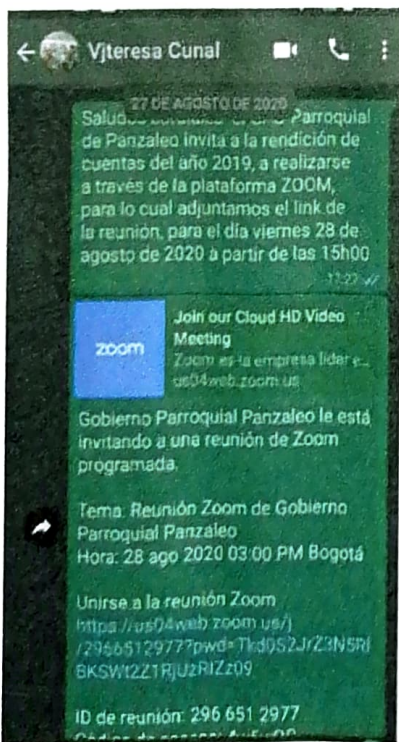 Vjteresa Cunal
27 DE AGOSTO DE 2020
Saludos Parroquial
de Panzaleo invita a la rendición de
cuentas del año 2019, a realizarse
a través de la plataforma ZOOM,
para lo cual adjuntamos el link de
la reunión, para el día viernes 28 de
agosto de 2020 a partir de las 15h00
zoom
Join our Cloud HD Video
Meeting
Zoom es la empresa líder e...
us04web.zoom.us
Gobierno Parroquial Panzaleo le está
invitando a una reunión de Zoom
programada.
Tema: Reunión Zoom de Gobierno
Parroquial Panzaleo
Hora: 28 ago 2020 03:00 PM Bogotá
Unirse a la reunión Zoom
https://us04web.zoom.us/j
ID de reunión: 296 651 2977